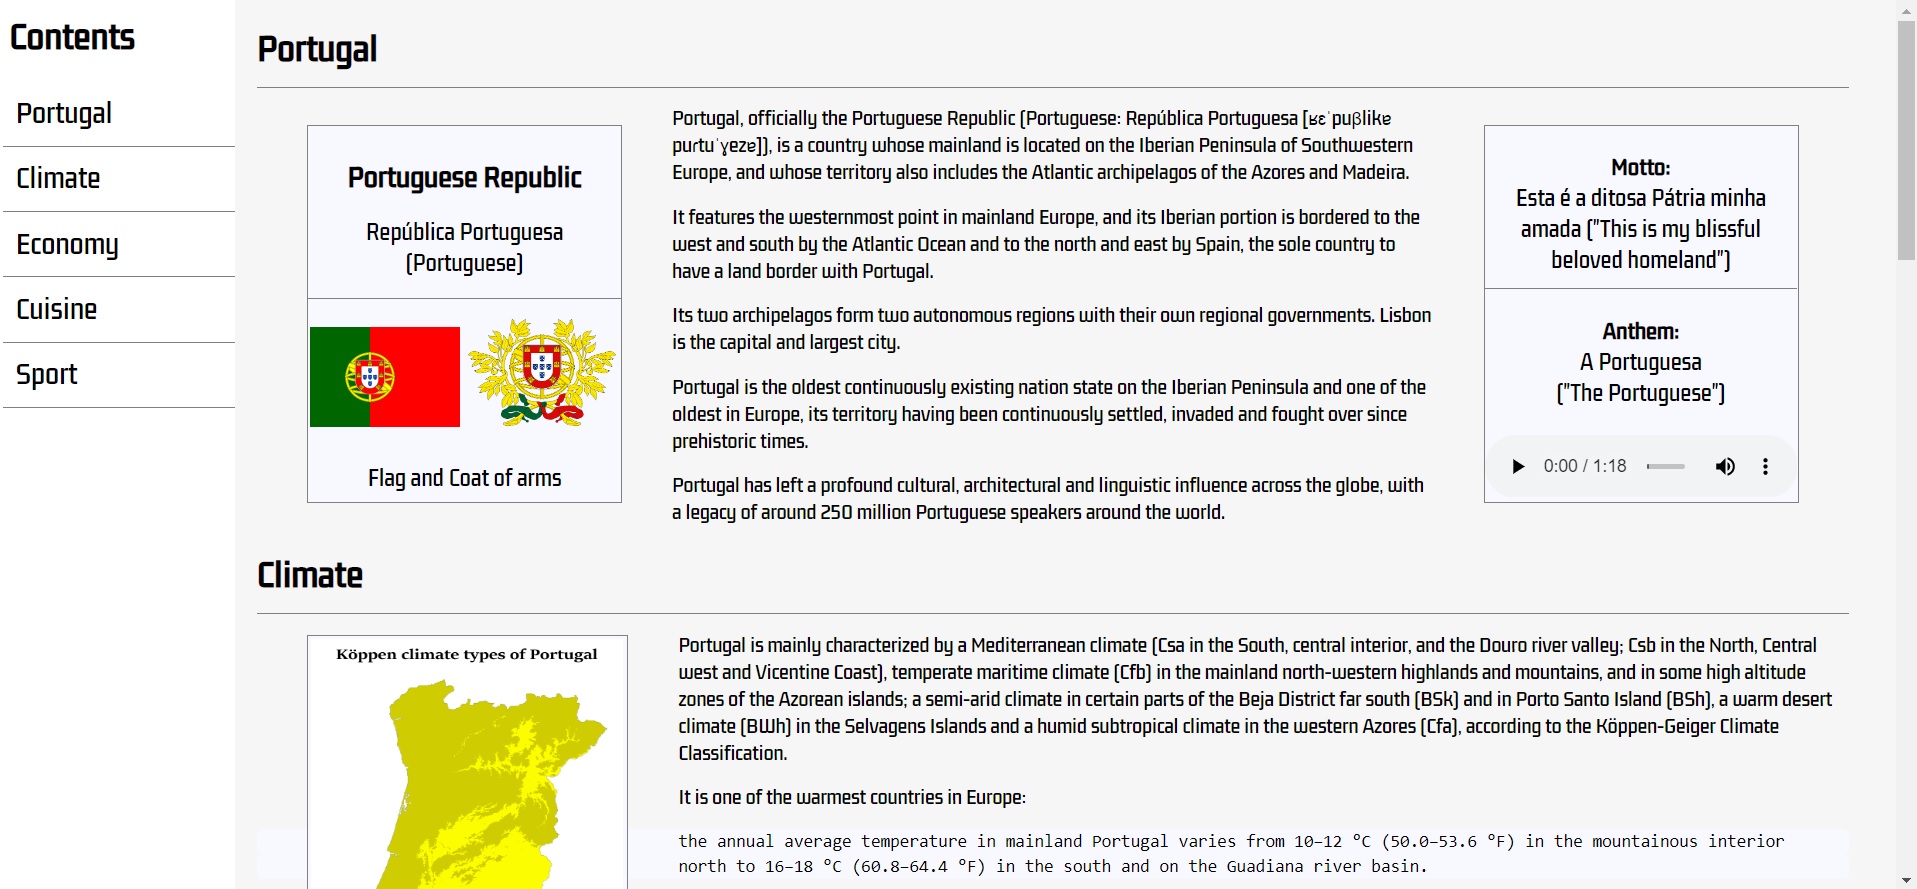 Contents
Portugal
Climate
Economy
Cuisine
Sport
Portugal
Portuguese Republic
República Portuguesa
(Portuguese)
Flag and Coat of arms
Portugal, officially the Portuguese Republic (Portuguese: República Portuguesa [ʁɛˈpuβlikɐ
puɾtuˈɣezɐ]), is a country whose mainland is located on the Iberian Peninsula of Southwestern
Europe, and whose territory also includes the Atlantic archipelagos of the Azores and Madeira.
It features the westernmost point in mainland Europe, and its Iberian portion is bordered to the
west and south by the Atlantic Ocean and to the north and east by Spain, the sole country to
have a land border with Portugal.
Its two archipelagos form two autonomous regions with their own regional governments. Lisbon
is the capital and largest city.
Portugal is the oldest continuously existing nation state on the Iberian Peninsula and one of the
oldest in Europe, its territory having been continuously settled, invaded and fought over since
prehistoric times.
Portugal has left a profound cultural, architectural and linguistic influence across the globe, with
a legacy of around 250 million Portuguese speakers around the world.
Motto:
Esta é a ditosa Pátria minha
amada ("This is my blissful
beloved homeland")
Anthem:
A Portuguesa
("The Portuguese")
0:00 / 1:18
Climate
Köppen climate types of Portugal
Portugal is mainly characterized by a Mediterranean climate (Csa in the South, central interior, and the Douro river valley; Csb in the North, Central
west and Vicentine Coast), temperate maritime climate (Cfb) in the mainland north-western highlands and mountains, and in some high altitude
zones of the Azorean islands; a semi-arid climate in certain parts of the Beja District far south (BSk) and in Porto Santo Island (BSh), a warm desert
climate (BWh) in the Selvagens Islands and a humid subtropical climate in the western Azores (Cfa), according to the Köppen-Geiger Climate
Classification.
It is one of the warmest countries in Europe:
the annual average temperature in mainland Portugal varies from 10–12 °C (50.0–53.6 °F) in the mountainous interior
north to 16–18 °C (60.8–64.4 °F) in the south and on the Guadiana river basin.